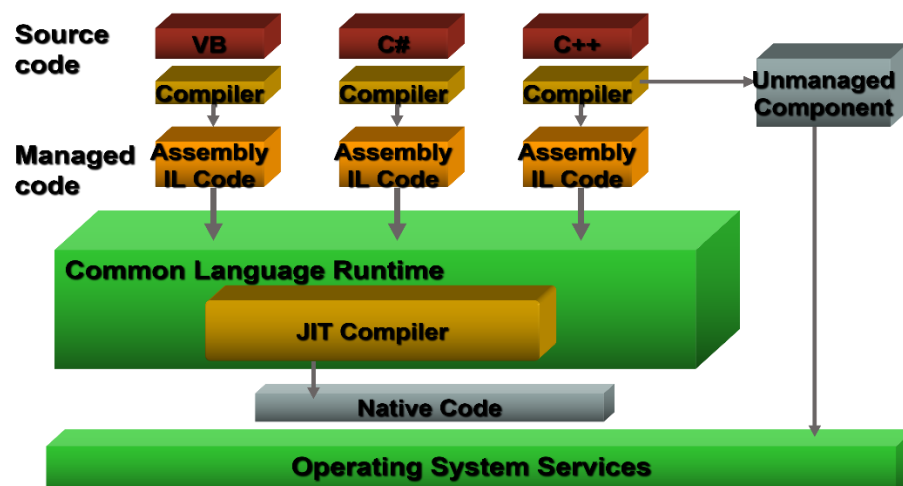 Source
code
VB
C#
C++
Compiler
Compiler
Compiler
Unmanaged
Component
Managed
code
Assembly
IL Code
Assembly
IL Code
Assembly
IL Code
Common Language Runtime
JIT Compiler
Native Code
Operating System Services